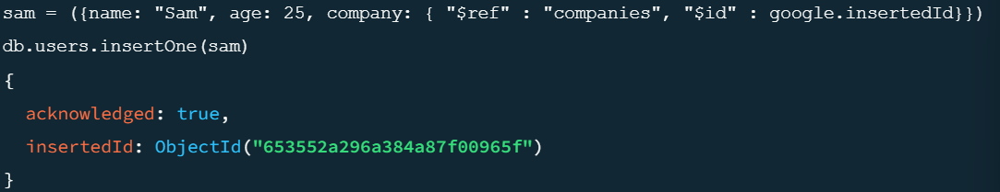 sam = ({name: "Sam", age: 25, company: { "$ref" : "companies", "$id" : google.insertedId}})
db.users.insertOne(sam)
{
  acknowledged: true,
  insertedId: ObjectId("653552a296a384a87f00965f")
}